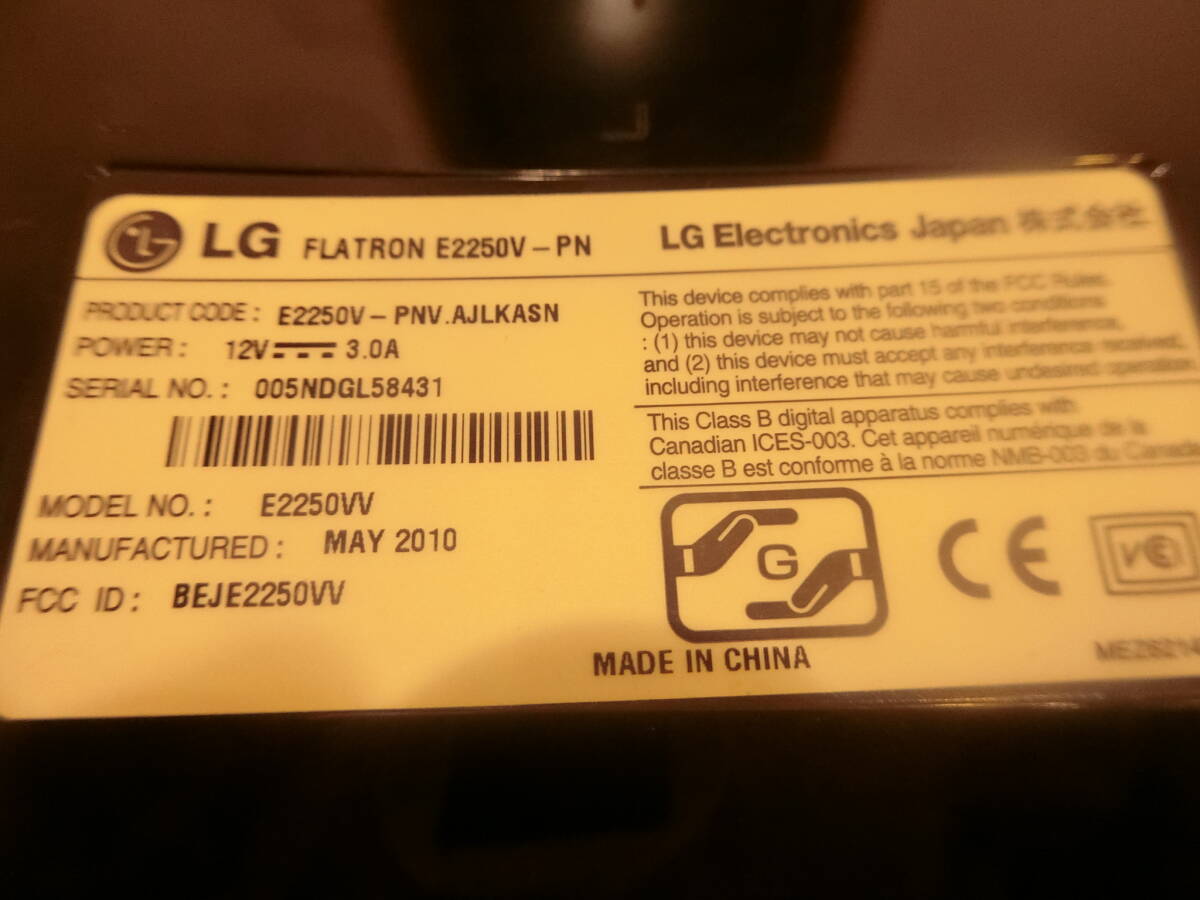 LG FLATRON E2250V-PN LG Electronics Japan 株式会社
PRODUCT CODE: E2250V-PNV.AJLKASN
POWER: 12V 3.0A
SERIAL NO.: 005NDGL58431
MODEL NO.: E2250VV
MANUFACTURED: MAY 2010
FCC ID: BEJE2250VV
This device complies with part 15 of the FCC Rules.
Operation is subject to the following two conditions
: (1) this device may not cause harmful interference,
and (2) this device must accept any interference received,
including interference that may cause undesired operation.
This Class B digital apparatus complies with
Canadian ICES-003. Cet appareil numérique de la
classe B est conforme à la norme NMB-003 du Canada
G
CE
VCI
MADE IN CHINA